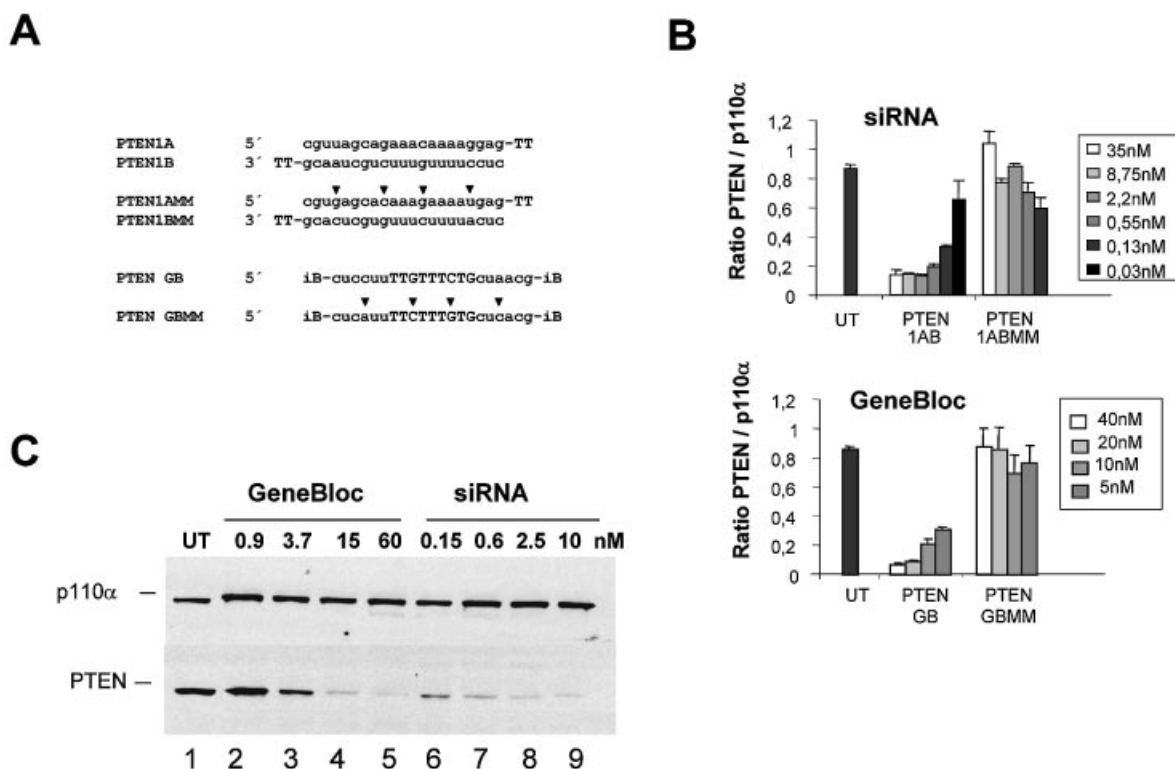 A
PTEN1A 5´ cguuagcagaaacaaaaggag-TT
PTEN1B 3´ TT-gcaaucgucuuuguuuuccuc
PTEN1AMM 5´ cgugagcacaaagaaaaugag-TT
PTEN1BMM 3´ TT-gcacucguguuucuuuuacuc
PTEN GB 5´ iB-cuccuuTTGTTTCTGcuaacg-iB
PTEN GBMM 5´ iB-cucauuTTCTTTGTGcucacg-iB
B
siRNA
Ratio PTEN / p110α
1,2
1
0,8
0,6
0,4
0,2
0
UT
PTEN
1AB
PTEN
1ABMM
35nM
8,75nM
2,2nM
0,55nM
0,13nM
0,03nM
GeneBloc
Ratio PTEN / p110α
1,2
1
0,8
0,6
0,4
0,2
0
UT
PTEN
GB
PTEN
GBMM
40nM
20nM
10nM
5nM
C
GeneBloc siRNA
UT 0.9 3.7 15 60 0.15 0.6 2.5 10 nM
p110α
PTEN
1 2 3 4 5 6 7 8 9